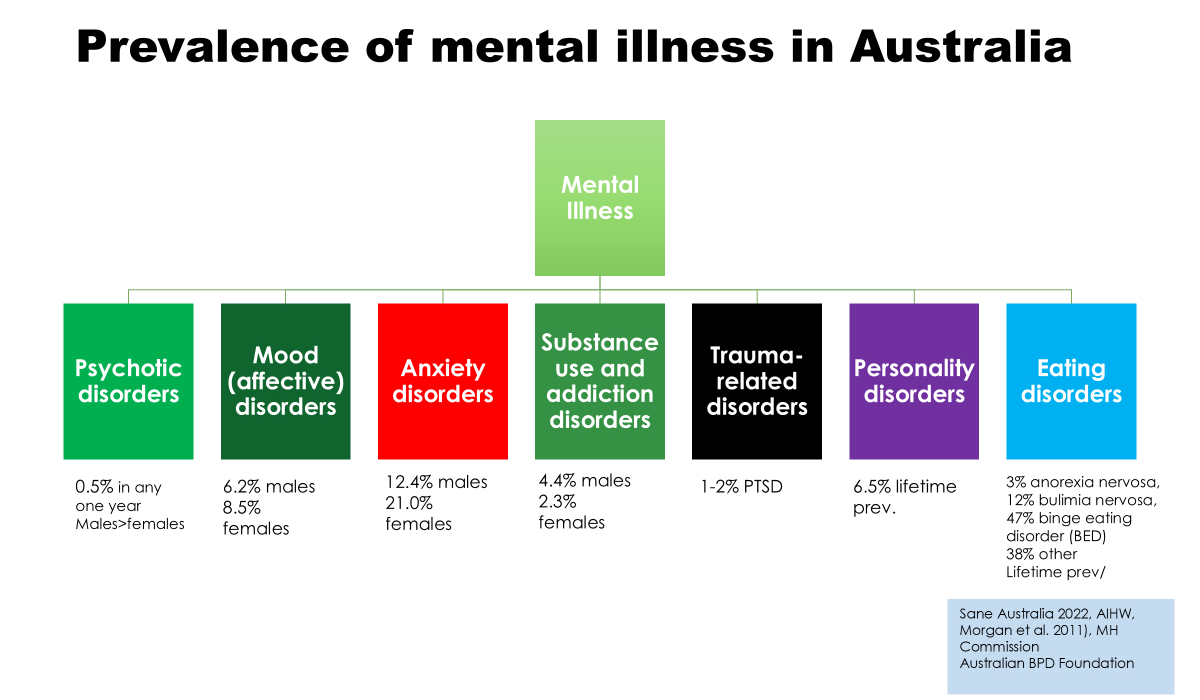 Prevalence of mental illness in Australia
Mental
Illness
Psychotic
disorders
Mood
(affective)
disorders
Anxiety
disorders
Substance
use and
addiction
disorders
Trauma-
related
disorders
Personality
disorders
Eating
disorders
0.5% in any
one year
Males>females
6.2% males
8.5%
females
12.4% males
21.0%
females
4.4% males
2.3%
females
1-2% PTSD
6.5% lifetime
prev.
3% anorexia nervosa,
12% bulimia nervosa,
47% binge eating
disorder (BED)
38% other
Lifetime prev/
Sane Australia 2022, AIHW,
Morgan et al. 2011), MH
Commission
Australian BPD Foundation